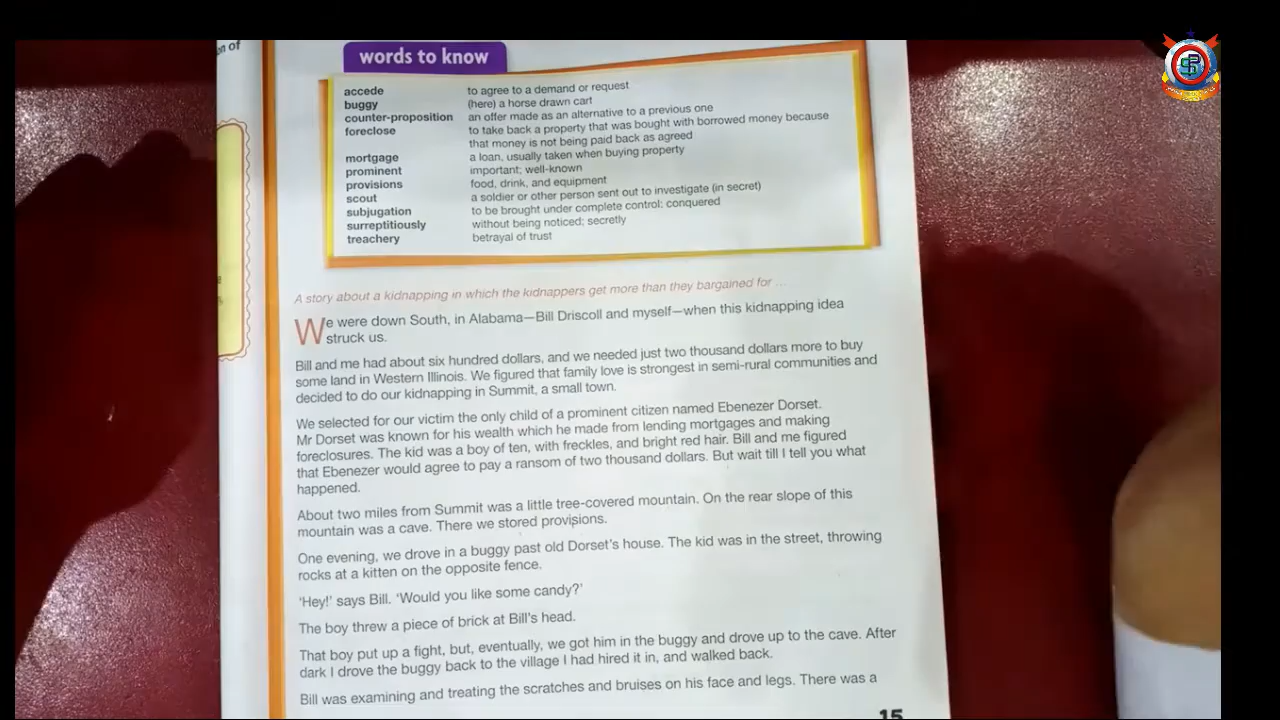 on of
words to know
accede to agree to a demand or request
buggy (here) a horse drawn cart
counter-proposition an offer made as an alternative to a previous one
foreclose to take back a property that was bought with borrowed money because
that money is not being paid back as agreed
mortgage a loan, usually taken when buying property
prominent important; well-known
provisions food, drink, and equipment
scout a soldier or other person sent out to investigate (in secret)
subjugation to be brought under complete control; conquered
surreptitiously without being noticed; secretly
treachery betrayal of trust
A story about a kidnapping in which the kidnappers get more than they bargained for ...
We were down South, in Alabama—Bill Driscoll and myself—when this kidnapping idea
struck us.
Bill and me had about six hundred dollars, and we needed just two thousand dollars more to buy
some land in Western Illinois. We figured that family love is strongest in semi-rural communities and
decided to do our kidnapping in Summit, a small town.
We selected for our victim the only child of a prominent citizen named Ebenezer Dorset.
Mr Dorset was known for his wealth which he made from lending mortgages and making
foreclosures. The kid was a boy of ten, with freckles, and bright red hair. Bill and me figured
that Ebenezer would agree to pay a ransom of two thousand dollars. But wait till I tell you what
happened.
About two miles from Summit was a little tree-covered mountain. On the rear slope of this
mountain was a cave. There we stored provisions.
One evening, we drove in a buggy past old Dorset's house. The kid was in the street, throwing
rocks at a kitten on the opposite fence.
'Hey!' says Bill. 'Would you like some candy?'
The boy threw a piece of brick at Bill's head.
That boy put up a fight, but, eventually, we got him in the buggy and drove up to the cave. After
dark I drove the buggy back to the village I had hired it in, and walked back.
Bill was examining and treating the scratches and bruises on his face and legs. There was a
15